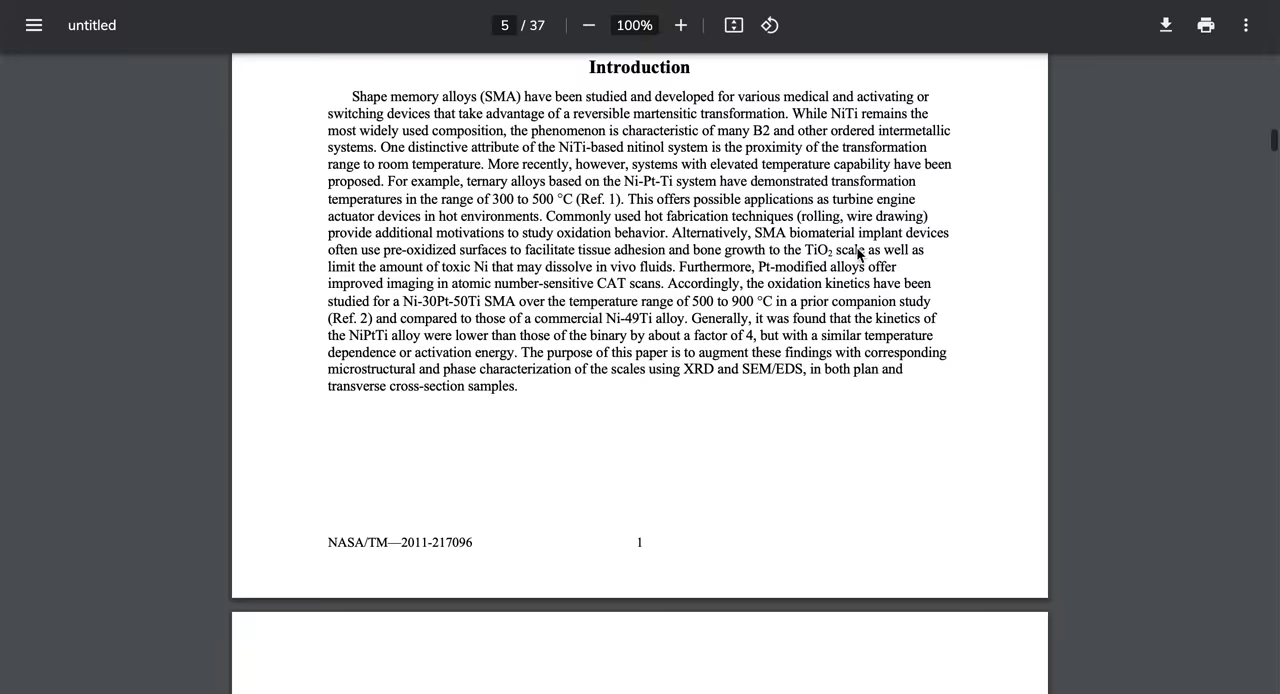 untitled
5 / 37
100%
Introduction
Shape memory alloys (SMA) have been studied and developed for various medical and activating or
switching devices that take advantage of a reversible martensitic transformation. While NiTi remains the
most widely used composition, the phenomenon is characteristic of many B2 and other ordered intermetallic
systems. One distinctive attribute of the NiTi-based nitinol system is the proximity of the transformation
range to room temperature. More recently, however, systems with elevated temperature capability have been
proposed. For example, ternary alloys based on the Ni-Pt-Ti system have demonstrated transformation
temperatures in the range of 300 to 500 °C (Ref. 1). This offers possible applications as turbine engine
actuator devices in hot environments. Commonly used hot fabrication techniques (rolling, wire drawing)
provide additional motivations to study oxidation behavior. Alternatively, SMA biomaterial implant devices
often use pre-oxidized surfaces to facilitate tissue adhesion and bone growth to the TiO₂ scale as well as
limit the amount of toxic Ni that may dissolve in vivo fluids. Furthermore, Pt-modified alloys offer
improved imaging in atomic number-sensitive CAT scans. Accordingly, the oxidation kinetics have been
studied for a Ni-30Pt-50Ti SMA over the temperature range of 500 to 900 °C in a prior companion study
(Ref. 2) and compared to those of a commercial Ni-49Ti alloy. Generally, it was found that the kinetics of
the NiPtTi alloy were lower than those of the binary by about a factor of 4, but with a similar temperature
dependence or activation energy. The purpose of this paper is to augment these findings with corresponding
microstructural and phase characterization of the scales using XRD and SEM/EDS, in both plan and
transverse cross-section samples.
NASA/TM—2011-217096 1